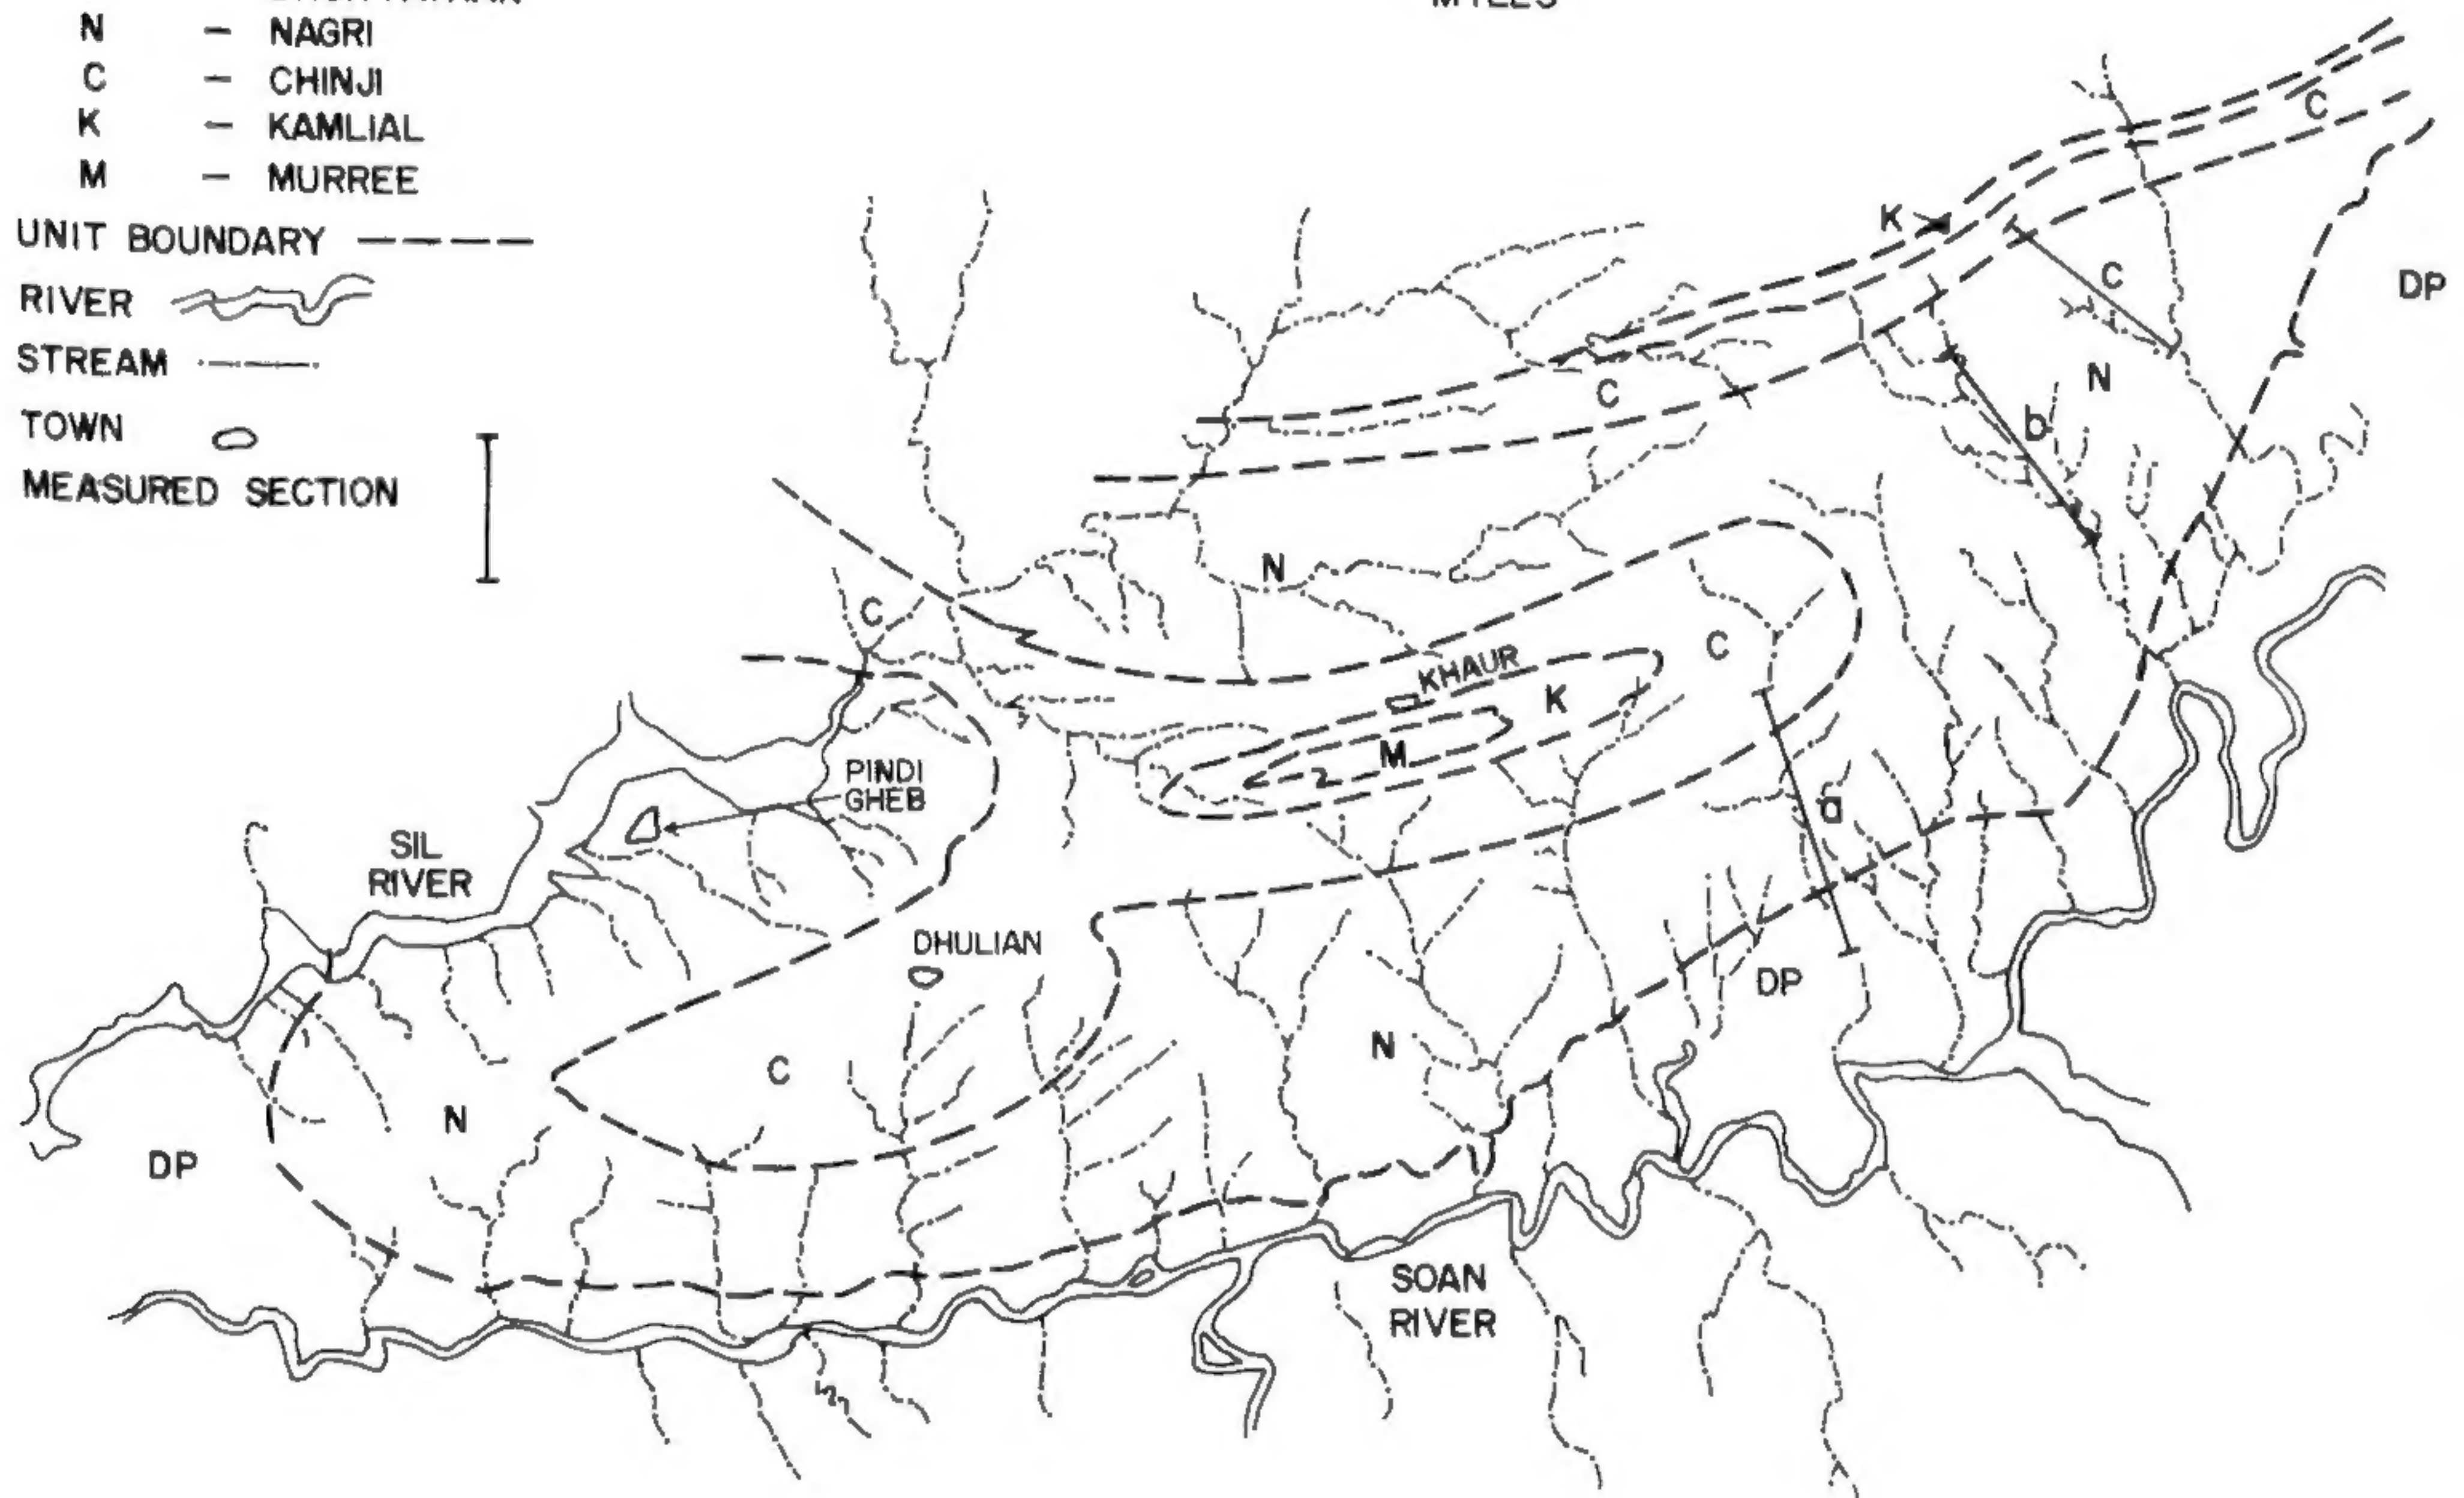 MILES
N – NAGRI
C – CHINJI
K – KAMLIAL
M – MURREE
UNIT BOUNDARY
RIVER
STREAM
TOWN
MEASURED SECTION
C
K
C
DP
N
C
b
N
C
C
KHAUR
K
M
PINDI
GHEB
a
SIL
RIVER
DHULIAN
DP
N
C
N
DP
SOAN
RIVER